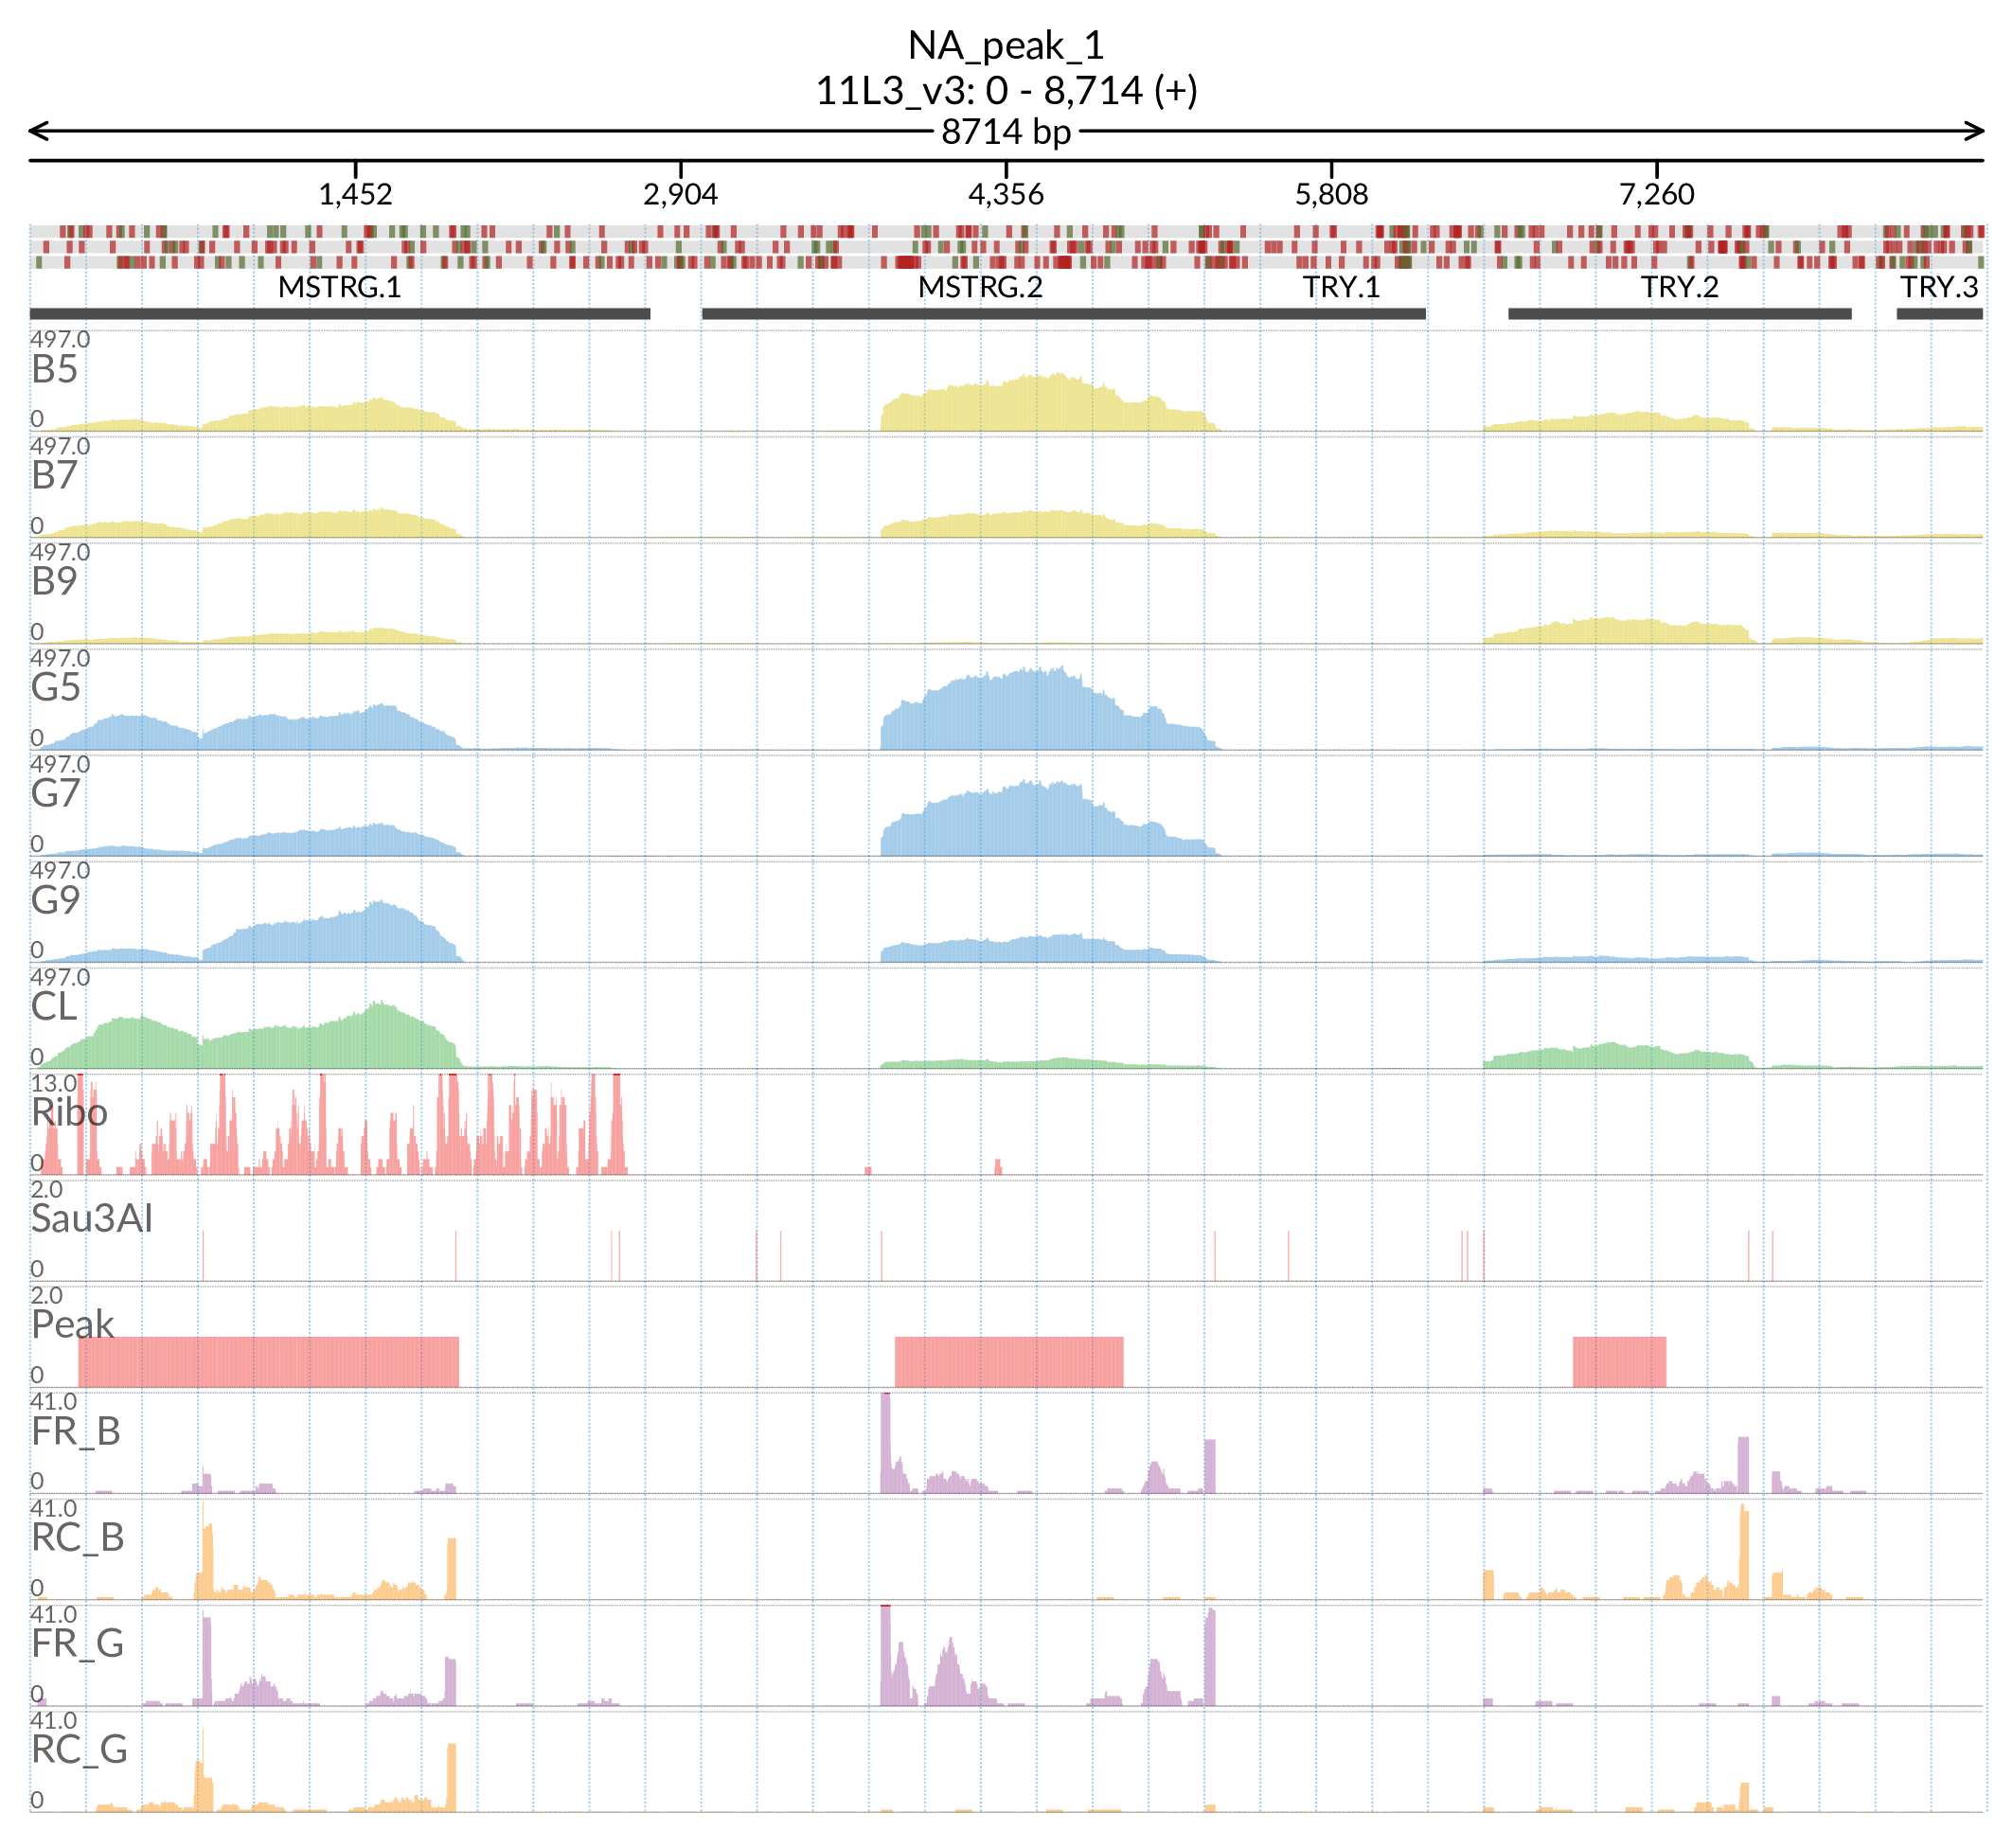 NA_peak_1
11L3_v3: 0 - 8,714 (+)
8714 bp
1,452 2,904 4,356 5,808 7,260
MSTRG.1 MSTRG.2 TRY.1 TRY.2 TRY.3
497.0
B5
0
497.0
B7
0
497.0
B9
0
497.0
G5
0
497.0
G7
0
497.0
G9
0
497.0
CL
0
13.0
Ribo
0
2.0
Sau3AI
0
2.0
Peak
0
41.0
FR_B
0
41.0
RC_B
0
41.0
FR_G
0
41.0
RC_G
0